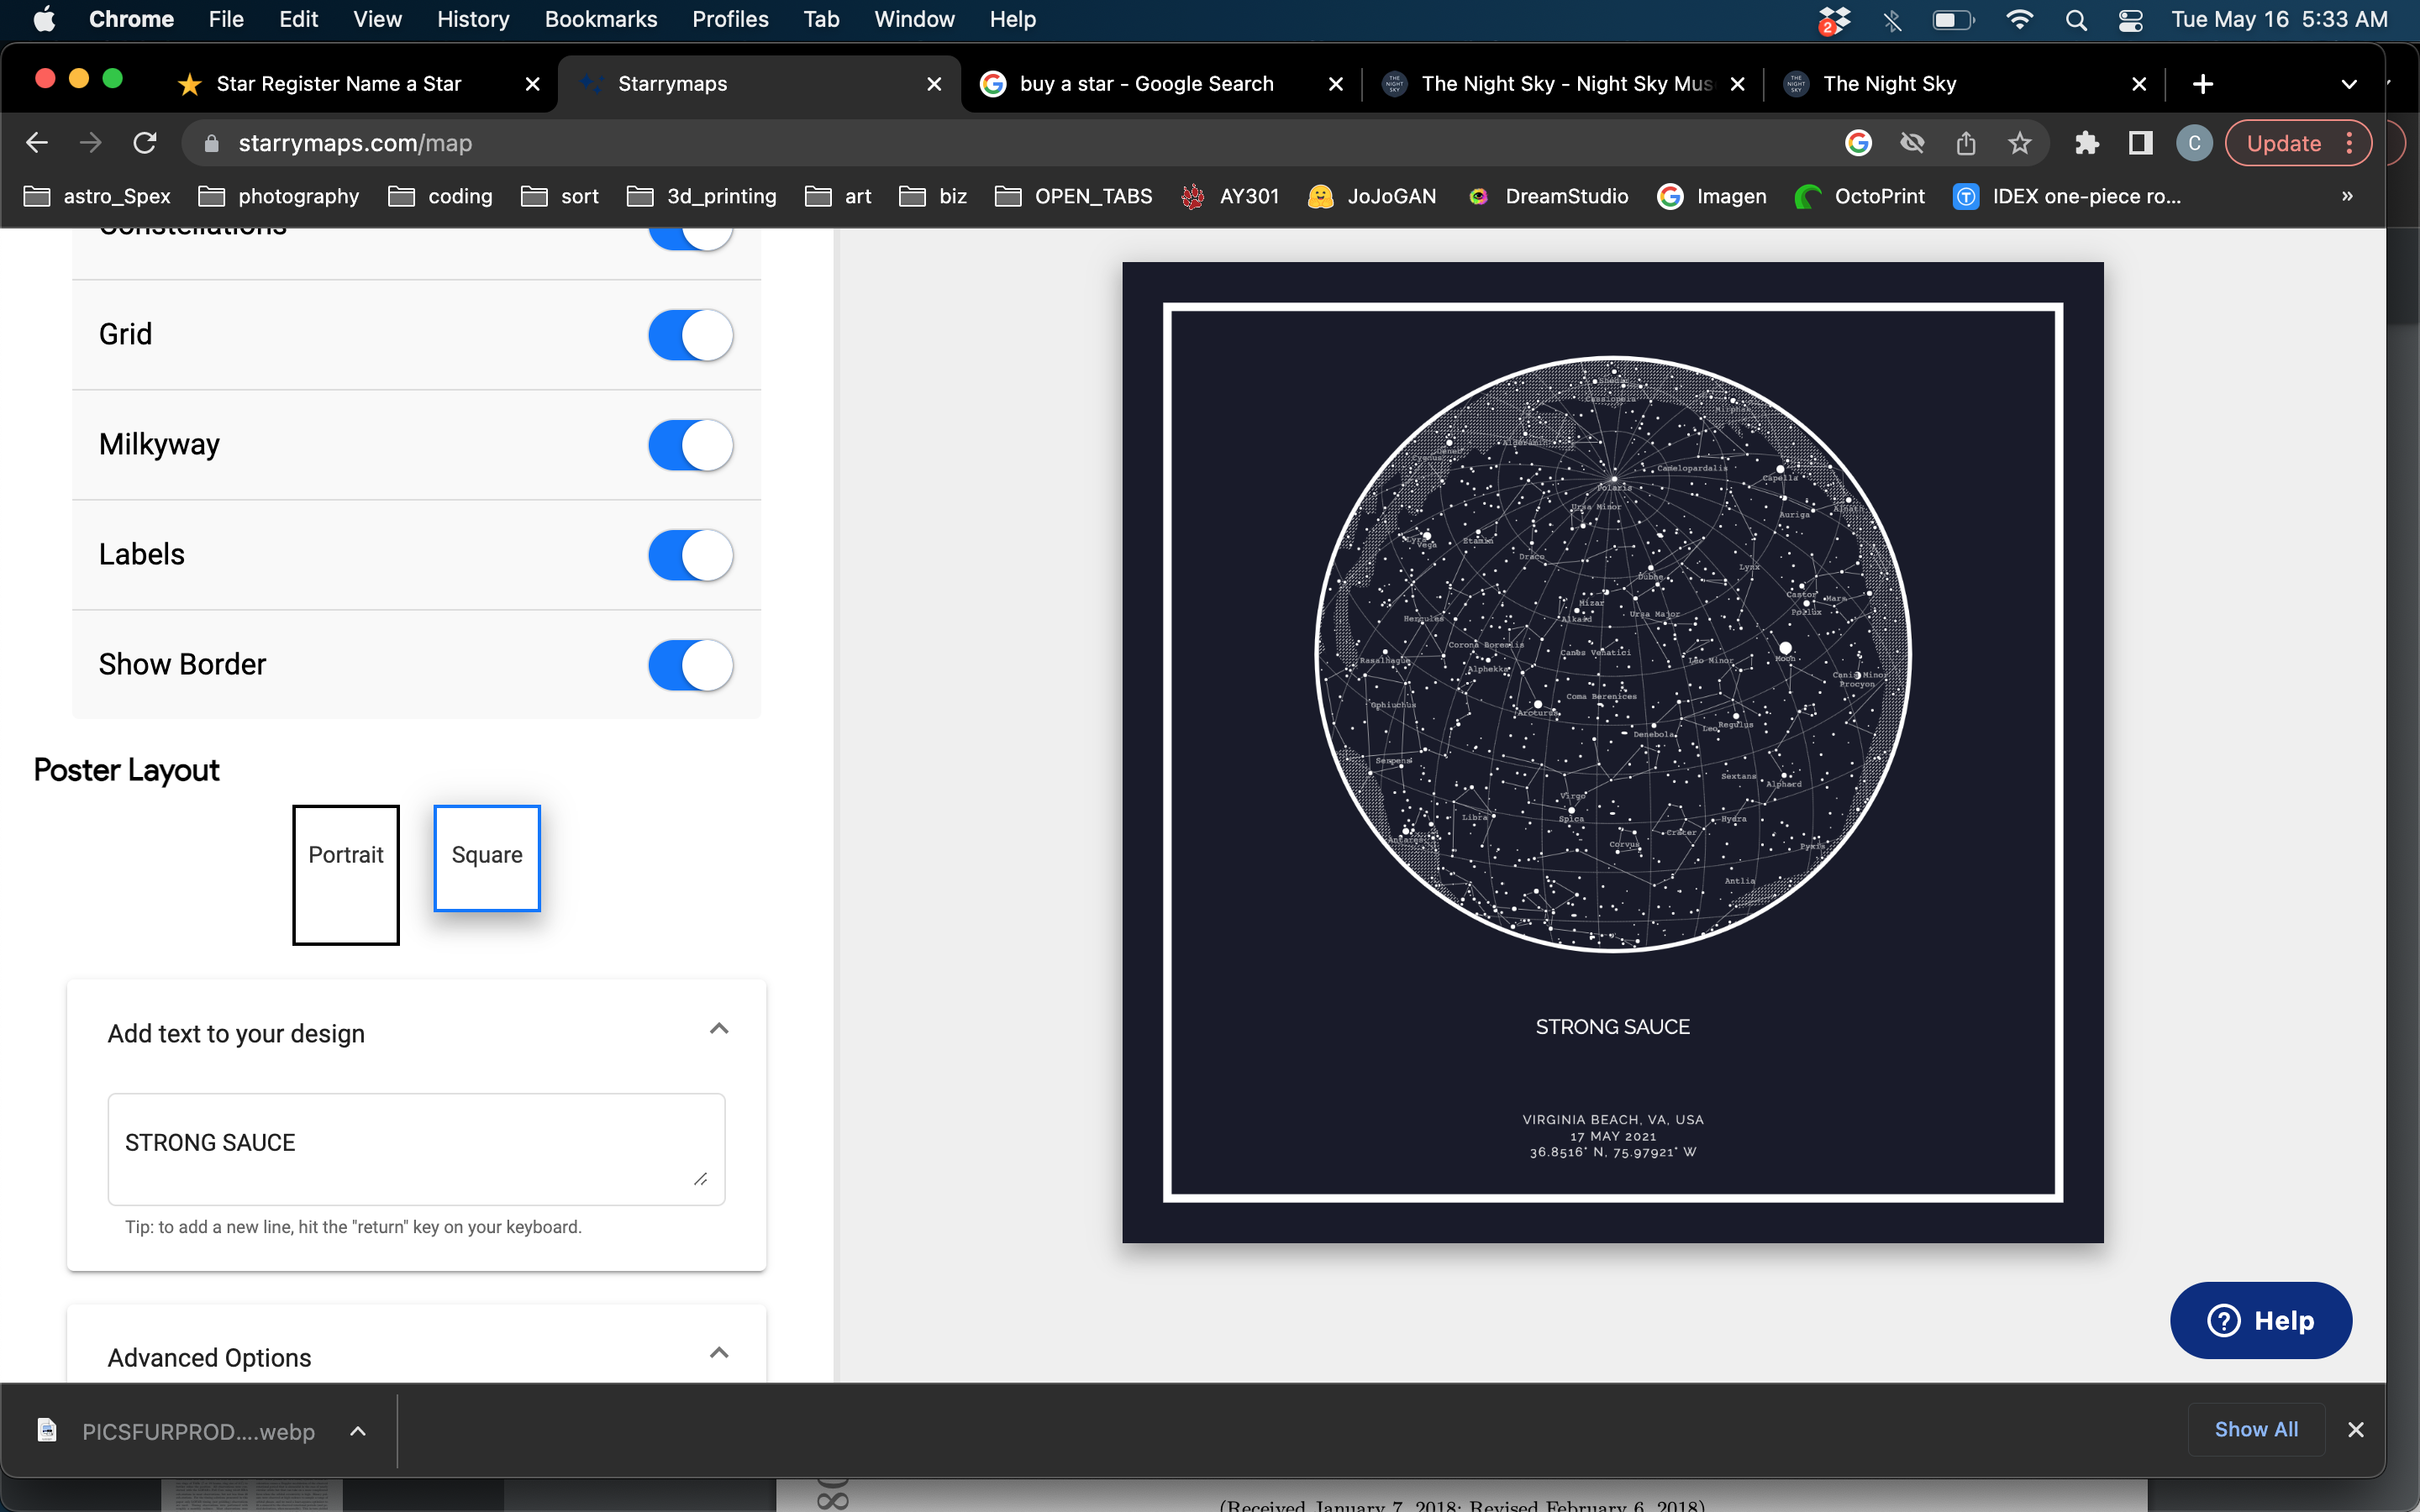 Chrome File Edit View History Bookmarks Profiles Tab Window Help
2 Tue May 16 5:33 AM
Star Register Name a Star
Starrymaps
buy a star - Google Search
The Night Sky - Night Sky Mus
The Night Sky
starrymaps.com/map
C
Update
astro_Spex photography coding sort 3d_printing art biz OPEN_TABS AY301 JoJoGAN DreamStudio Imagen OctoPrint IDEX one-piece ro... »
Constellations
Grid
Milkyway
Labels
Show Border
Poster Layout
Portrait
Square
Add text to your design
STRONG SAUCE
Tip: to add a new line, hit the "return" key on your keyboard.
Advanced Options
Cassiopeia
Camelopardalis
Capella
Polaris
Ursa Minor
Auriga
Vega
Etamin
Draco
Lynx
Dubhe
Castor
Mars
Pollux
Mizar
Ursa Major
Alkaid
Hercules
Corona Borealis
Canes Venatici
Leo Minor
Moon
Rasalhague
Alphekka
Canis Minor
Procyon
Coma Berenices
Ophiuchus
Arcturus
Regulus
Leo
Denebola
Serpens
Sextans
Alphard
Virgo
Libra
Spica
Hydra
Crater
Antares
Corvus
Pyxis
Antlia
STRONG SAUCE
VIRGINIA BEACH, VA, USA
17 MAY 2021
36.8516° N, 75.97921° W
Help
PICSFURPROD....webp
Show All
(Received January 7, 2018; Revised February 6, 2018)